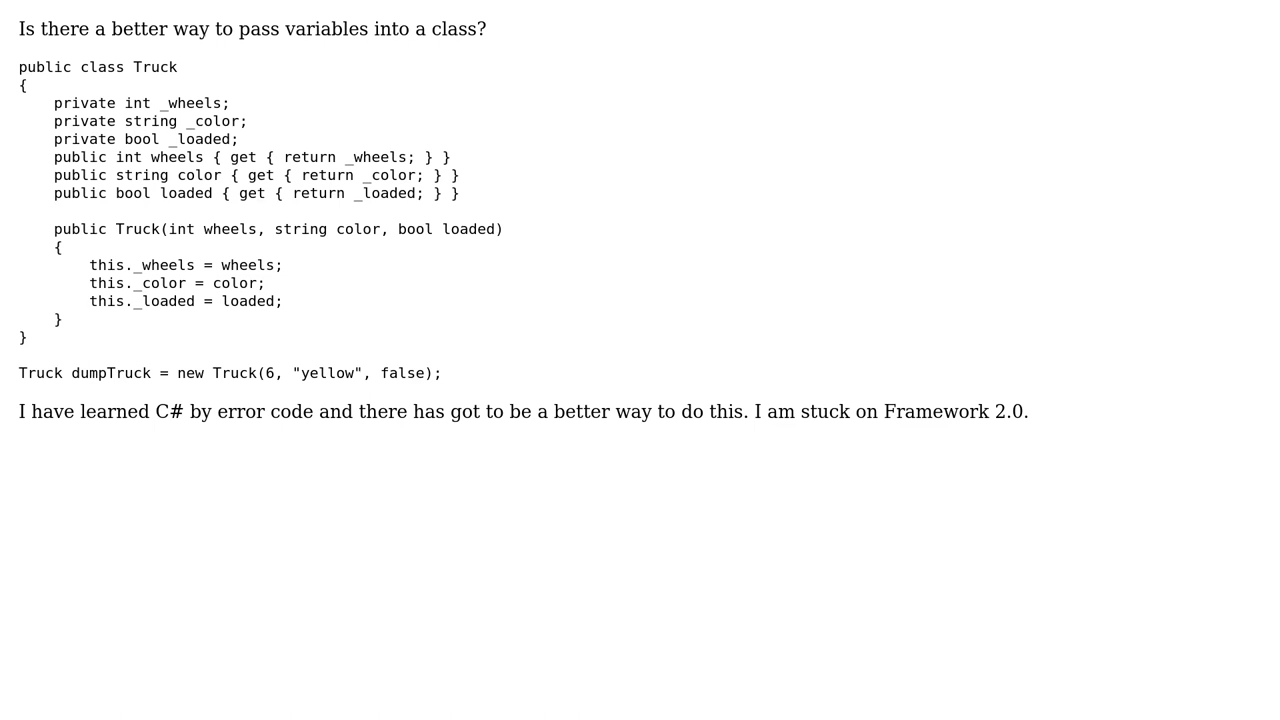 Is there a better way to pass variables into a class?
public class Truck
{
    private int _wheels;
    private string _color;
    private bool _loaded;
    public int wheels { get { return _wheels; } }
    public string color { get { return _color; } }
    public bool loaded { get { return _loaded; } }

    public Truck(int wheels, string color, bool loaded)
    {
        this._wheels = wheels;
        this._color = color;
        this._loaded = loaded;
    }
}

Truck dumpTruck = new Truck(6, "yellow", false);
I have learned C# by error code and there has got to be a better way to do this. I am stuck on Framework 2.0.